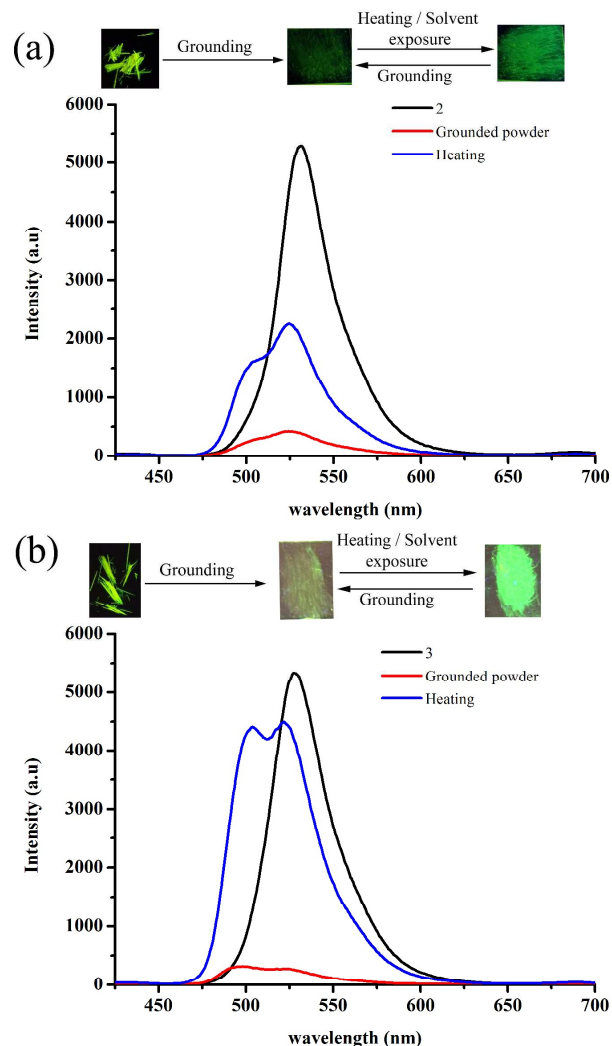 (a)
Grounding
Heating / Solvent
exposure
Grounding
6000
5000
4000
3000
2000
1000
0
Intensity (a.u)
2
Grounded powder
Heating
450
500
550
600
650
700
wavelength (nm)
(b)
Grounding
Heating / Solvent
exposure
Grounding
6000
5000
4000
3000
2000
1000
0
Intensity (a.u)
3
Grounded powder
Heating
450
500
550
600
650
700
wavelength (nm)